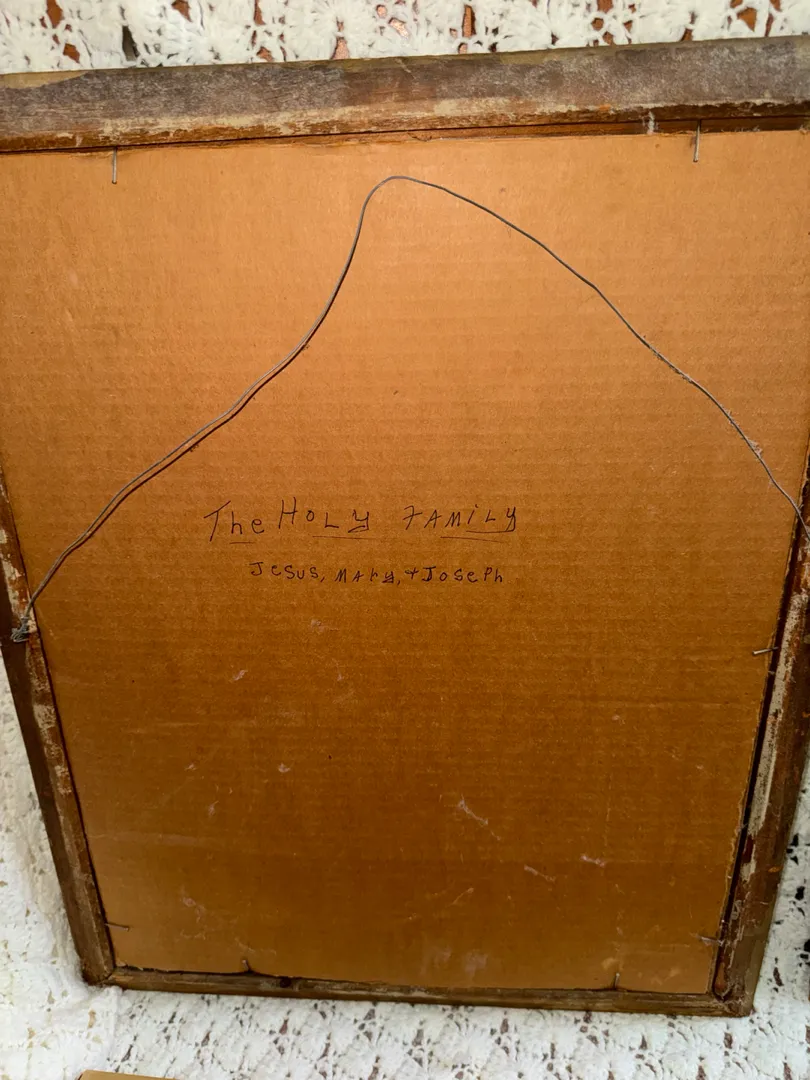 The HOLY FAMILY
Jesus, MARY, + Joseph